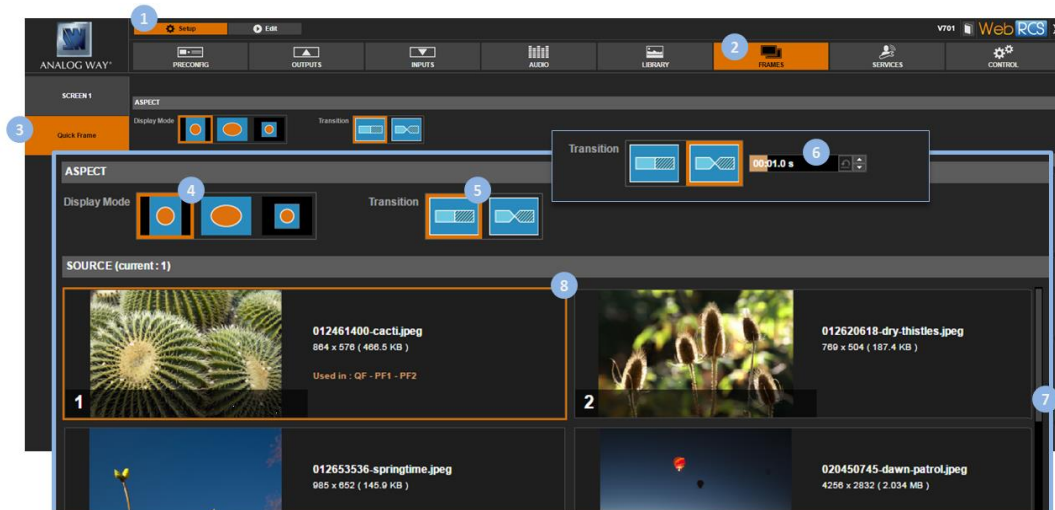 1
Setup
Edit
V701
Web RCS
ANALOG WAY®
PRECONFIG
OUTPUTS
INPUTS
AUDIO
LIBRARY
2
FRAMES
SERVICES
CONTROL
SCREEN 1
ASPECT
3
Quick Frame
Display Mode
Transition
ASPECT
Transition
00:01.0 s
6
Display Mode
4
Transition
5
SOURCE (current : 1)
8
012461400-cacti.jpeg
864 x 576 ( 466.5 KB )
Used in : QF - PF1 - PF2
1
012620618-dry-thistles.jpeg
769 x 504 ( 187.4 KB )
2
7
012653536-springtime.jpeg
985 x 652 ( 145.9 KB )
020450745-dawn-patrol.jpeg
4256 x 2832 ( 2.034 MB )